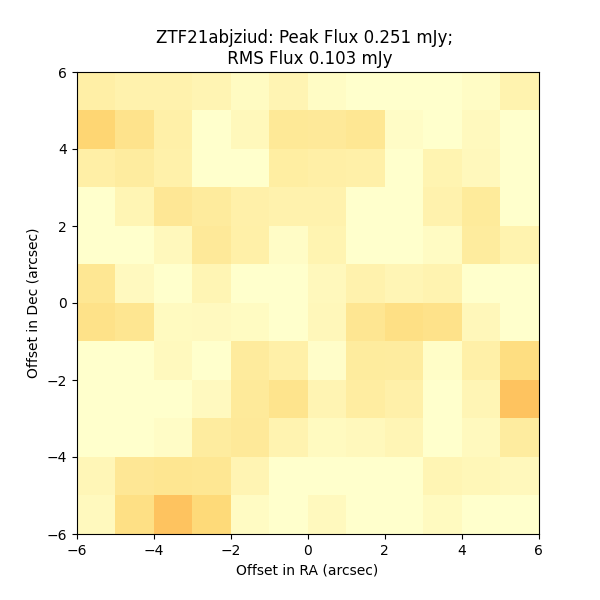 ZTF21abjziud: Peak Flux 0.251 mJy;
RMS Flux 0.103 mJy
6
4
2
0
−2
−4
−6
Offset in Dec (arcsec)
−6 −4 −2 0 2 4 6
Offset in RA (arcsec)